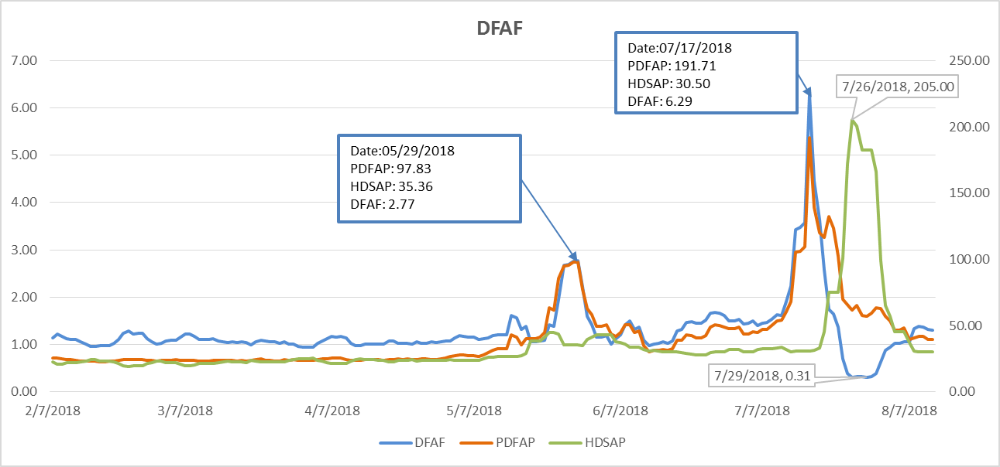 DFAF
Date:07/17/2018
PDFAP: 191.71
HDSAP: 30.50
DFAF: 6.29
7/26/2018, 205.00
Date:05/29/2018
PDFAP: 97.83
HDSAP: 35.36
DFAF: 2.77
7/29/2018, 0.31
7.00
6.00
5.00
4.00
3.00
2.00
1.00
0.00
250.00
200.00
150.00
100.00
50.00
0.00
2/7/2018 3/7/2018 4/7/2018 5/7/2018 6/7/2018 7/7/2018 8/7/2018
DFAF PDFAP HDSAP